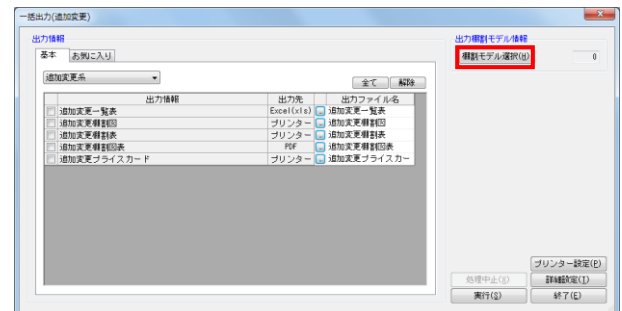 一括出力(追加変更)
出力情報
基本 お気に入り
追加変更系
全て 解除
出力情報 出力先 出力ファイル名
追加変更一覧表 Excel(xls) 追加変更一覧表
追加変更棚割図 プリンター 追加変更棚割図
追加変更棚割表 プリンター 追加変更棚割表
追加変更棚割図表 PDF 追加変更棚割図表
追加変更プライスカード プリンター 追加変更プライスカー
出力棚割モデル情報
棚割モデル選択(H) 0
プリンター設定(P)
処理中止(X) 詳細設定(I)
実行(S) 終了(E)